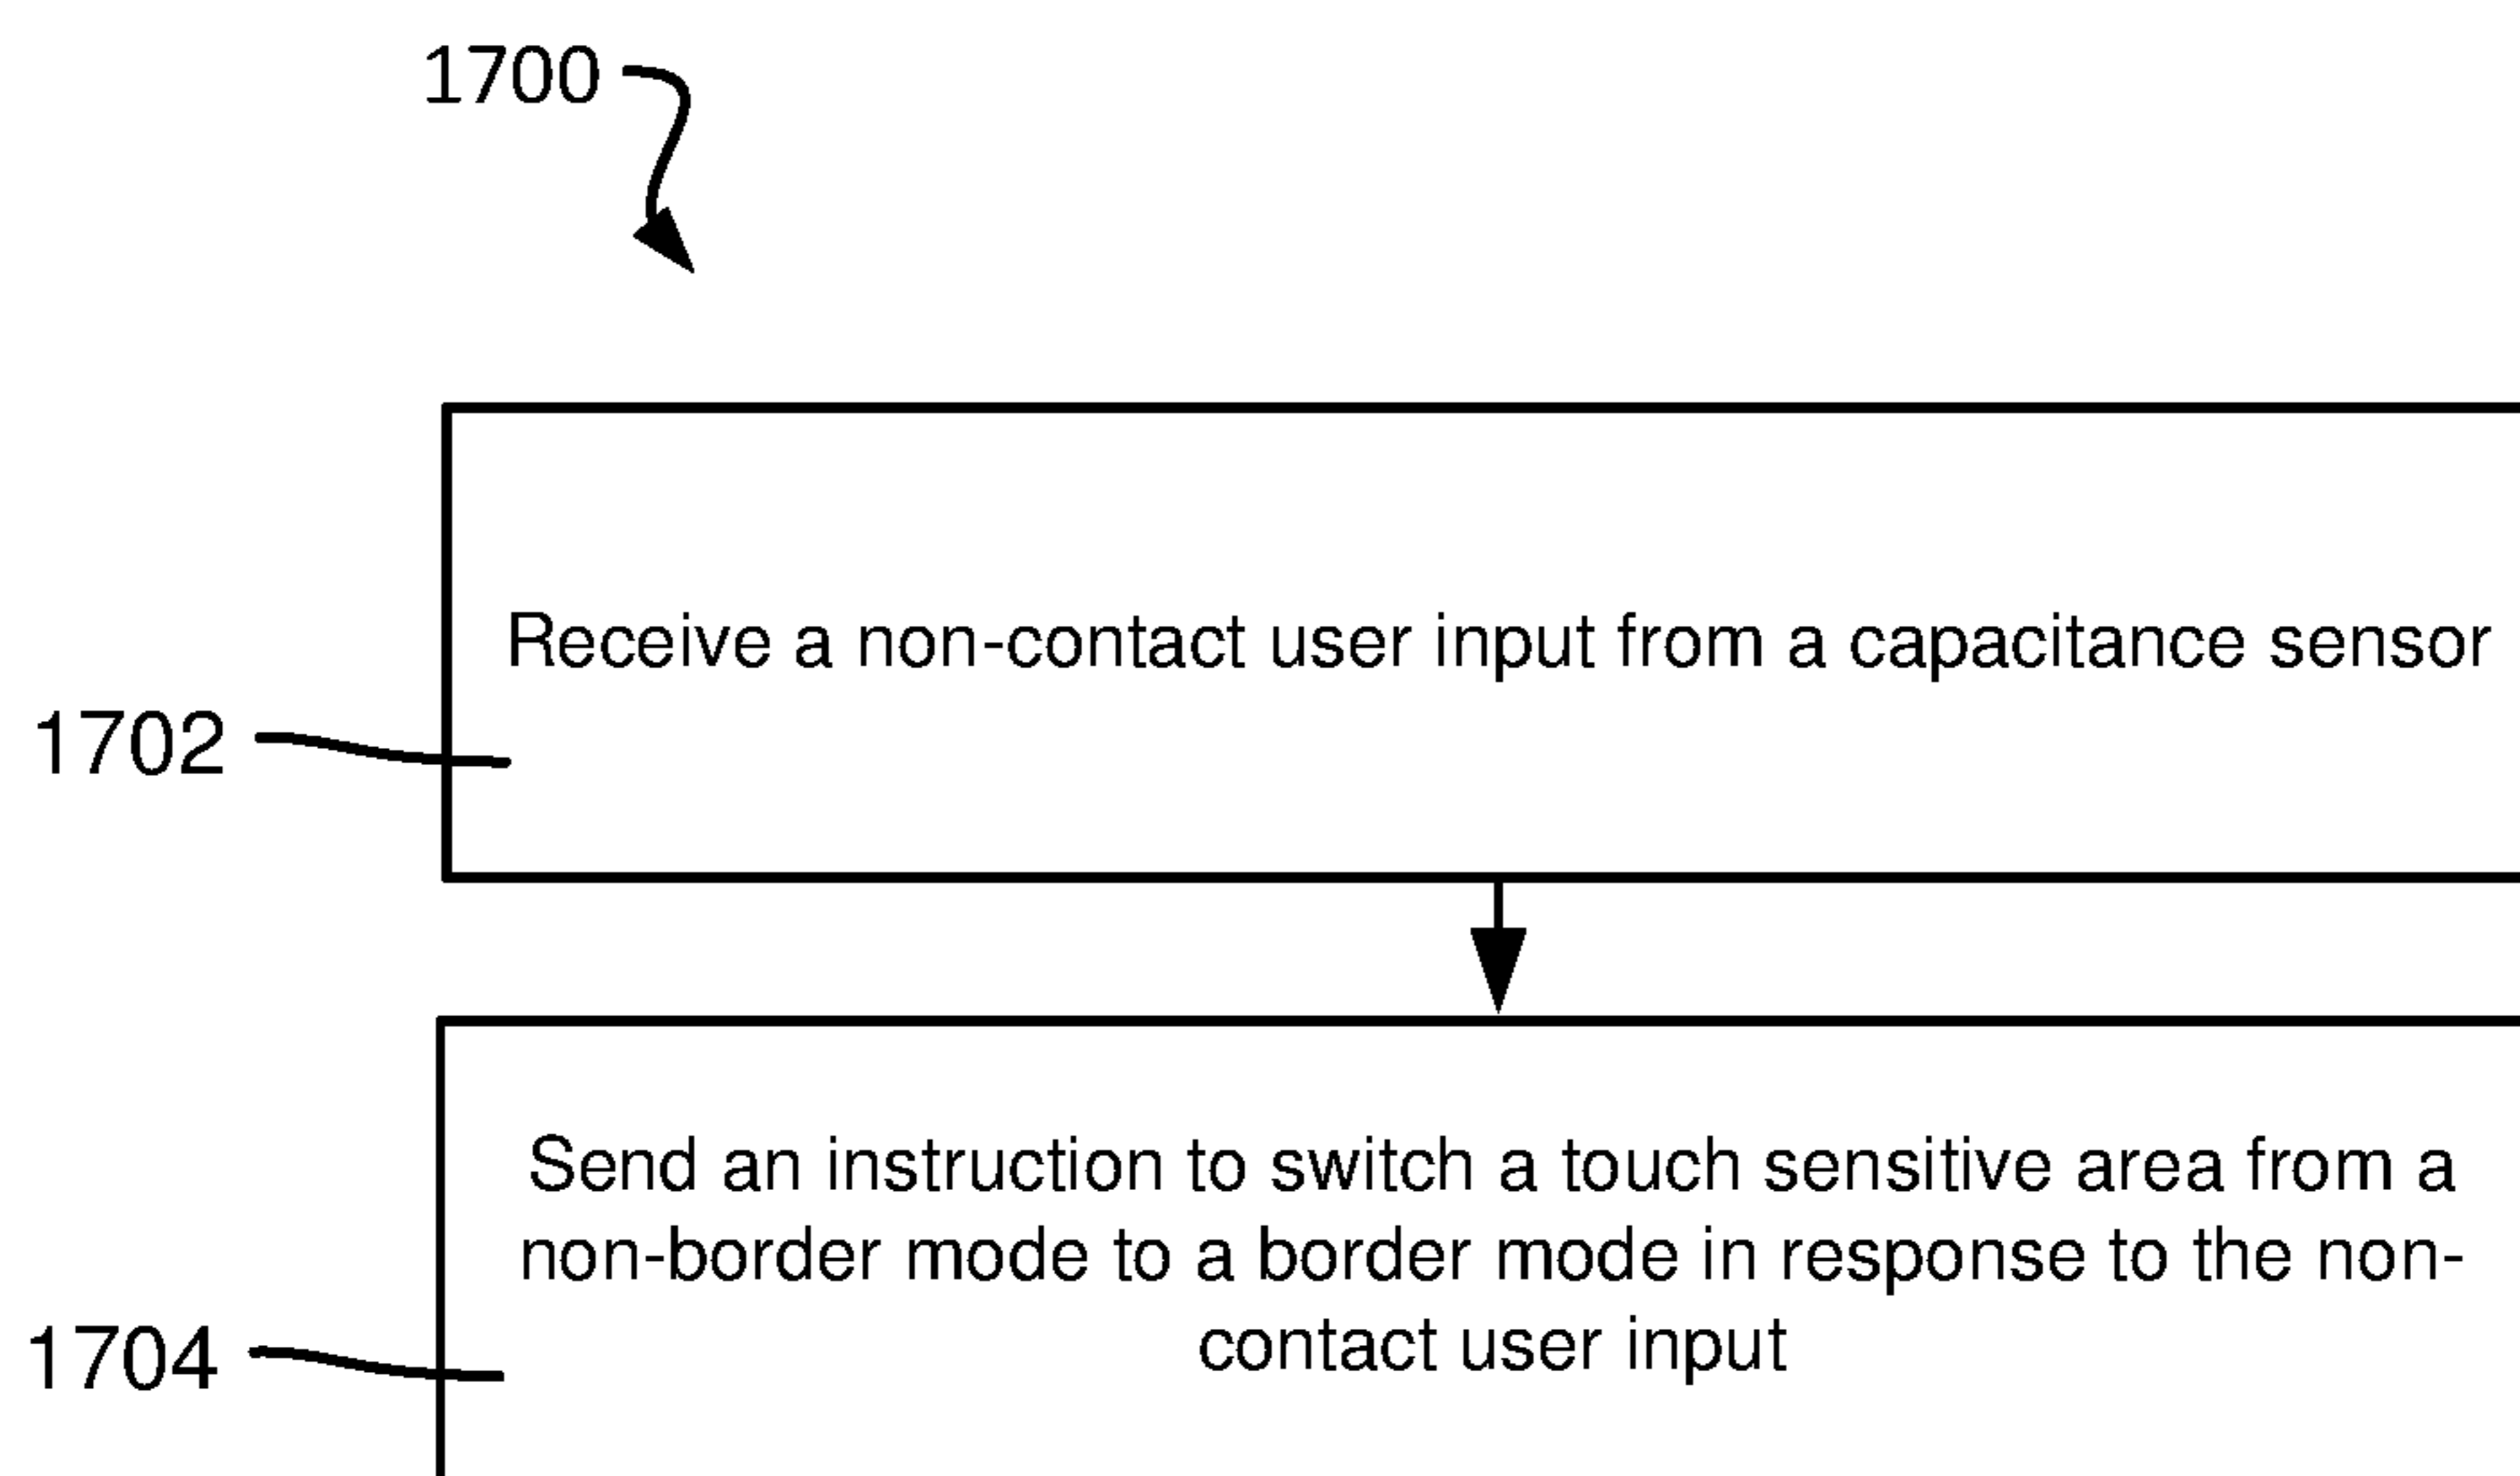 1700
Receive a non-contact user input from a capacitance sensor
1702
Send an instruction to switch a touch sensitive area from a
non-border mode to a border mode in response to the non-
contact user input
1704